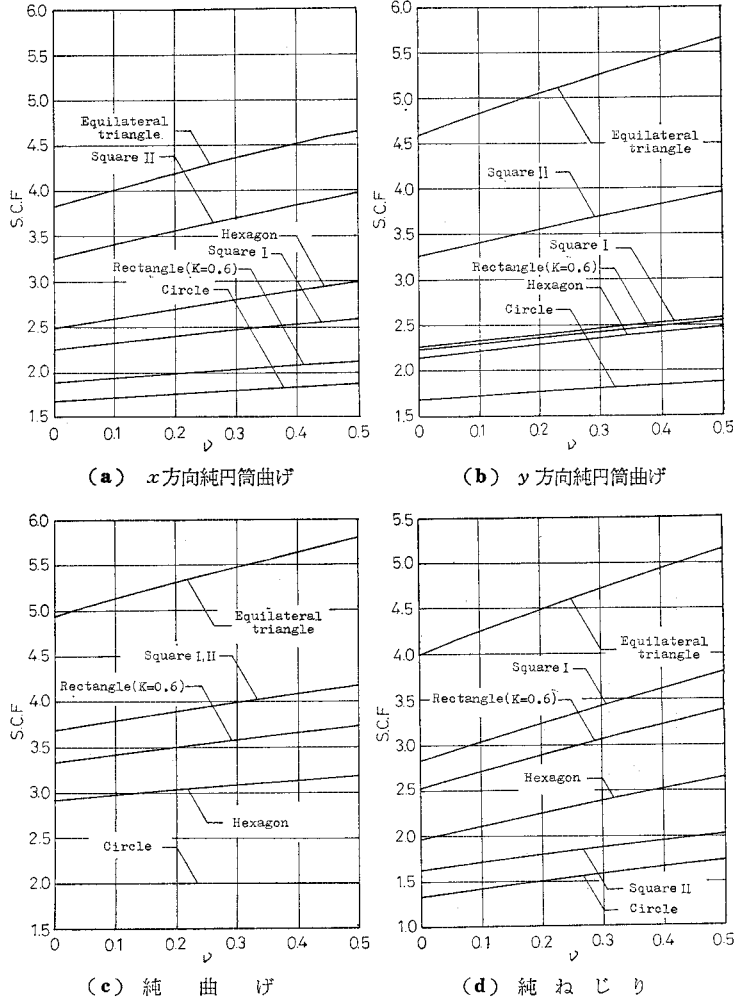 6.0
5.5
5.0
4.5
4.0
3.5
3.0
2.5
2.0
1.5
S.C.F
Equilateral
triangle
Square II
Hexagon
Square I
Rectangle(K=0.6)
Circle
0 0.1 0.2 0.3 0.4 0.5
ν
(a) x方向純円筒曲げ
6.0
5.5
5.0
4.5
4.0
3.5
3.0
2.5
2.0
1.5
S.C.F
Equilateral
triangle
Square II
Square I
Rectangle(K=0.6)
Hexagon
Circle
0 0.1 0.2 0.3 0.4 0.5
ν
(b) y方向純円筒曲げ
6.0
5.5
5.0
4.5
4.0
3.5
3.0
2.5
2.0
1.5
S.C.F
Equilateral
triangle
Square I,II
Rectangle(K=0.6)
Hexagon
Circle
0 0.1 0.2 0.3 0.4 0.5
ν
(c) 純曲げ
5.5
5.0
4.5
4.0
3.5
3.0
2.5
2.0
1.5
1.0
S.C.F
Equilateral
triangle
Square I
Rectangle(K=0.6)
Hexagon
Square II
Circle
0 0.1 0.2 0.3 0.4 0.5
ν
(d) 純ねじり